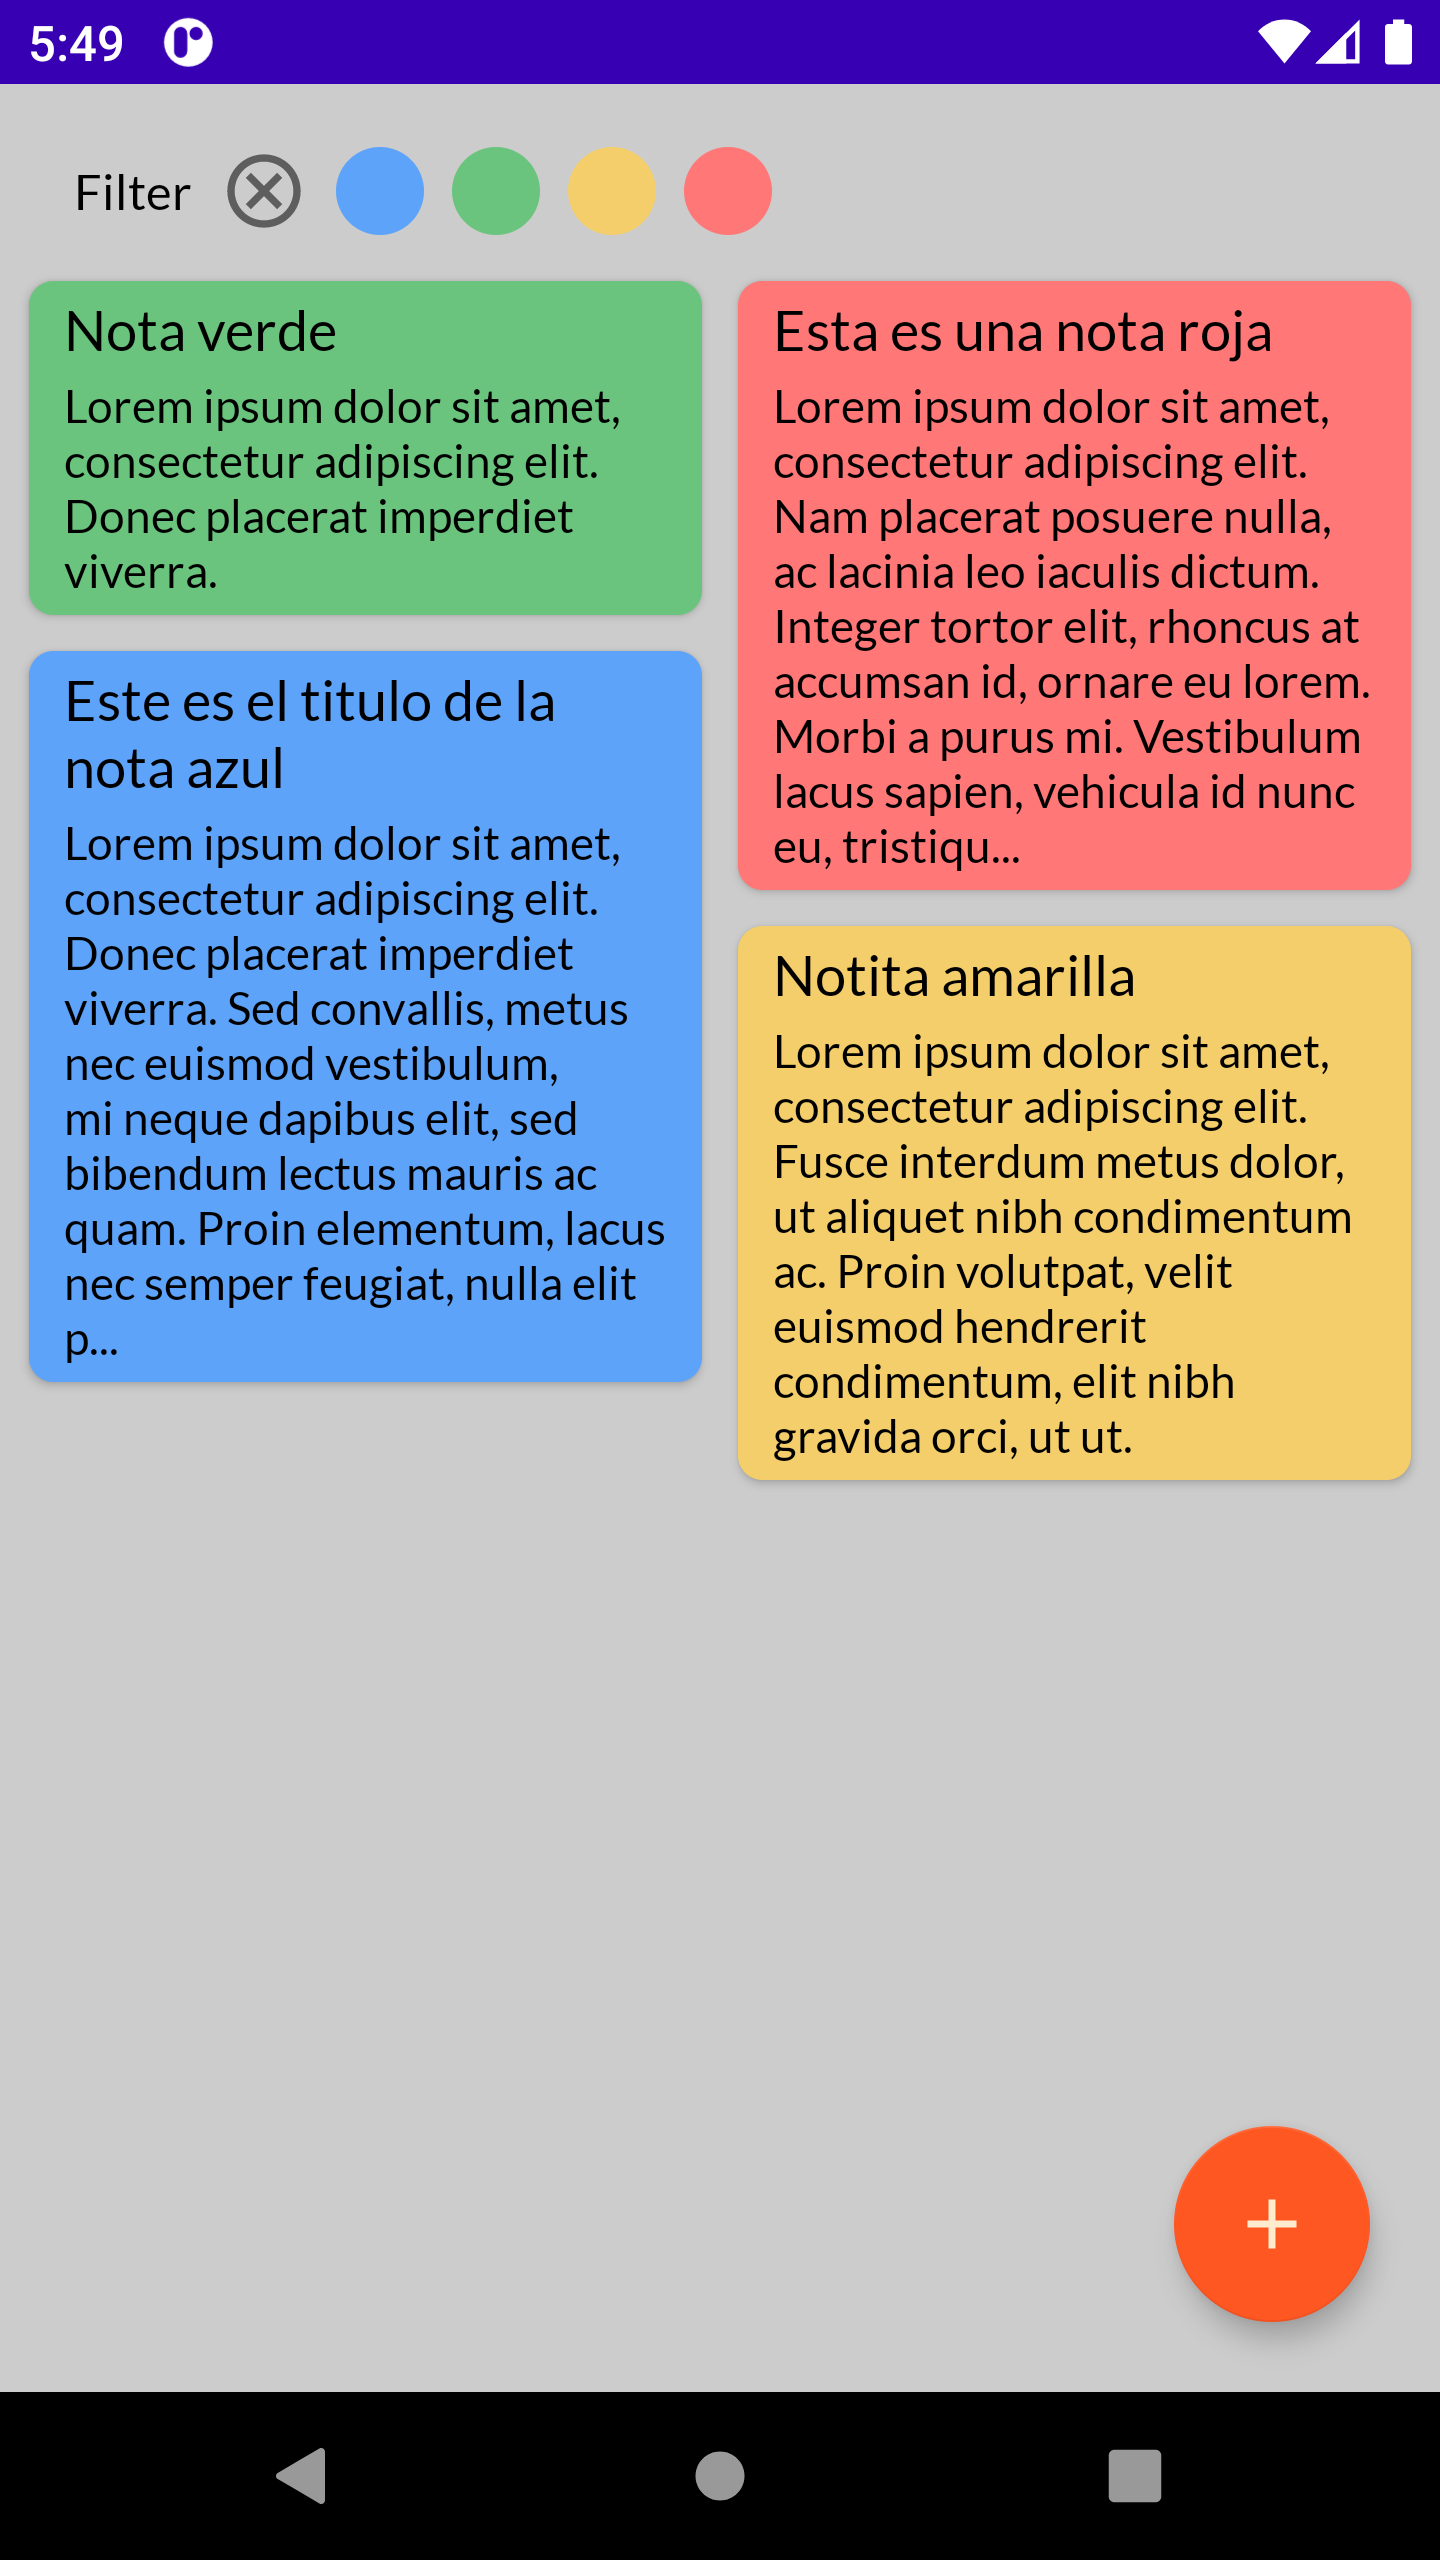 5:49
Filter
Nota verde
Lorem ipsum dolor sit amet,
consectetur adipiscing elit.
Donec placerat imperdiet
viverra.
Este es el titulo de la
nota azul
Lorem ipsum dolor sit amet,
consectetur adipiscing elit.
Donec placerat imperdiet
viverra. Sed convallis, metus
nec euismod vestibulum,
mi neque dapibus elit, sed
bibendum lectus mauris ac
quam. Proin elementum, lacus
nec semper feugiat, nulla elit
p...
Esta es una nota roja
Lorem ipsum dolor sit amet,
consectetur adipiscing elit.
Nam placerat posuere nulla,
ac lacinia leo iaculis dictum.
Integer tortor elit, rhoncus at
accumsan id, ornare eu lorem.
Morbi a purus mi. Vestibulum
lacus sapien, vehicula id nunc
eu, tristiqu...
Notita amarilla
Lorem ipsum dolor sit amet,
consectetur adipiscing elit.
Fusce interdum metus dolor,
ut aliquet nibh condimentum
ac. Proin volutpat, velit
euismod hendrerit
condimentum, elit nibh
gravida orci, ut ut.